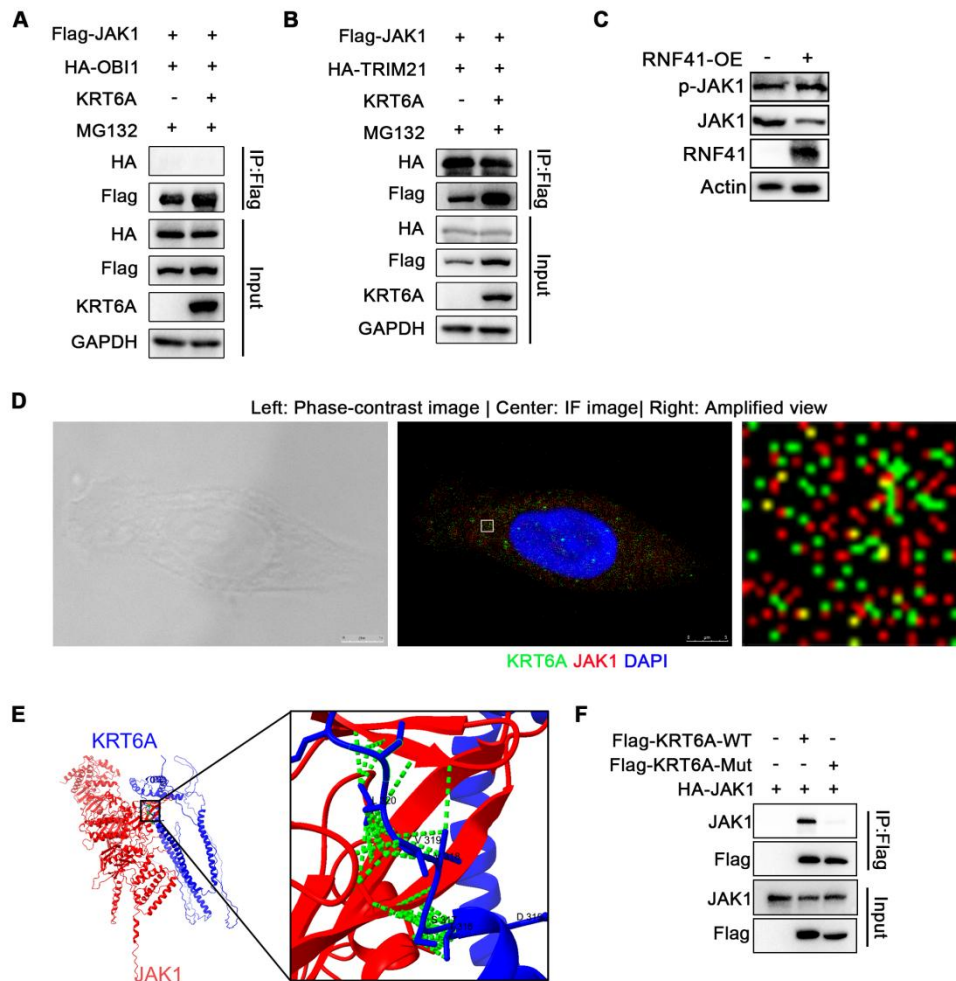 A
Flag-JAK1 + +
HA-OBI1 + +
KRT6A - +
MG132 + +
HA
Flag
IP:Flag
HA
Flag
KRT6A
GAPDH
Input
B
Flag-JAK1 + +
HA-TRIM21 + +
KRT6A - +
MG132 + +
HA
Flag
IP:Flag
HA
Flag
KRT6A
GAPDH
Input
C
RNF41-OE - +
p-JAK1
JAK1
RNF41
Actin
D
Left: Phase-contrast image | Center: IF image| Right: Amplified view
KRT6A JAK1 DAPI
E
KRT6A
JAK1
V 319
F
Flag-KRT6A-WT - + -
Flag-KRT6A-Mut - - +
HA-JAK1 + + +
JAK1
Flag
IP:Flag
JAK1
Flag
Input